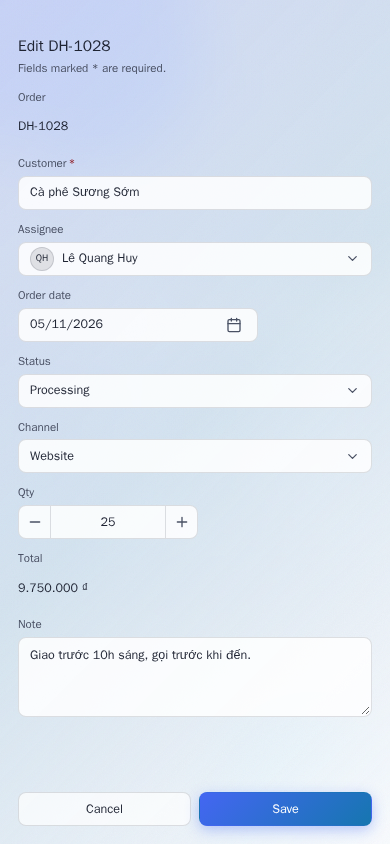 Edit DH-1028
Fields marked * are required.
Order
DH-1028
Customer *
Cà phê Sương Sớm
Assignee
QH Lê Quang Huy
Order date
05/11/2026
Status
Processing
Channel
Website
Qty
25
Total
9.750.000 ₫
Note
Giao trước 10h sáng, gọi trước khi đến.
Cancel Save